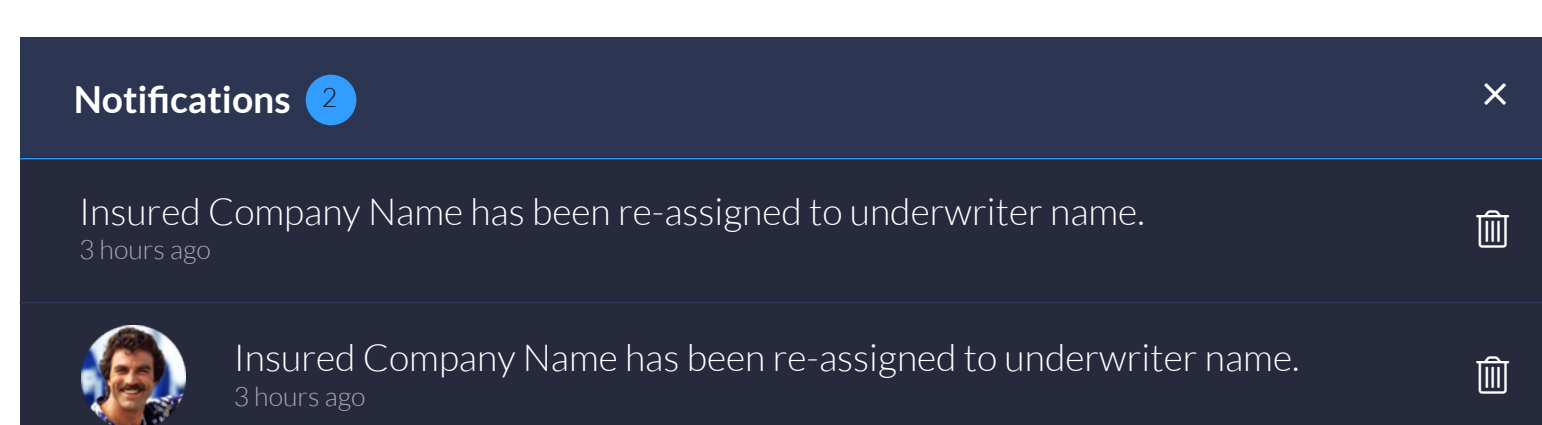 Notifications 2
Insured Company Name has been re-assigned to underwriter name.
3 hours ago
Insured Company Name has been re-assigned to underwriter name.
3 hours ago